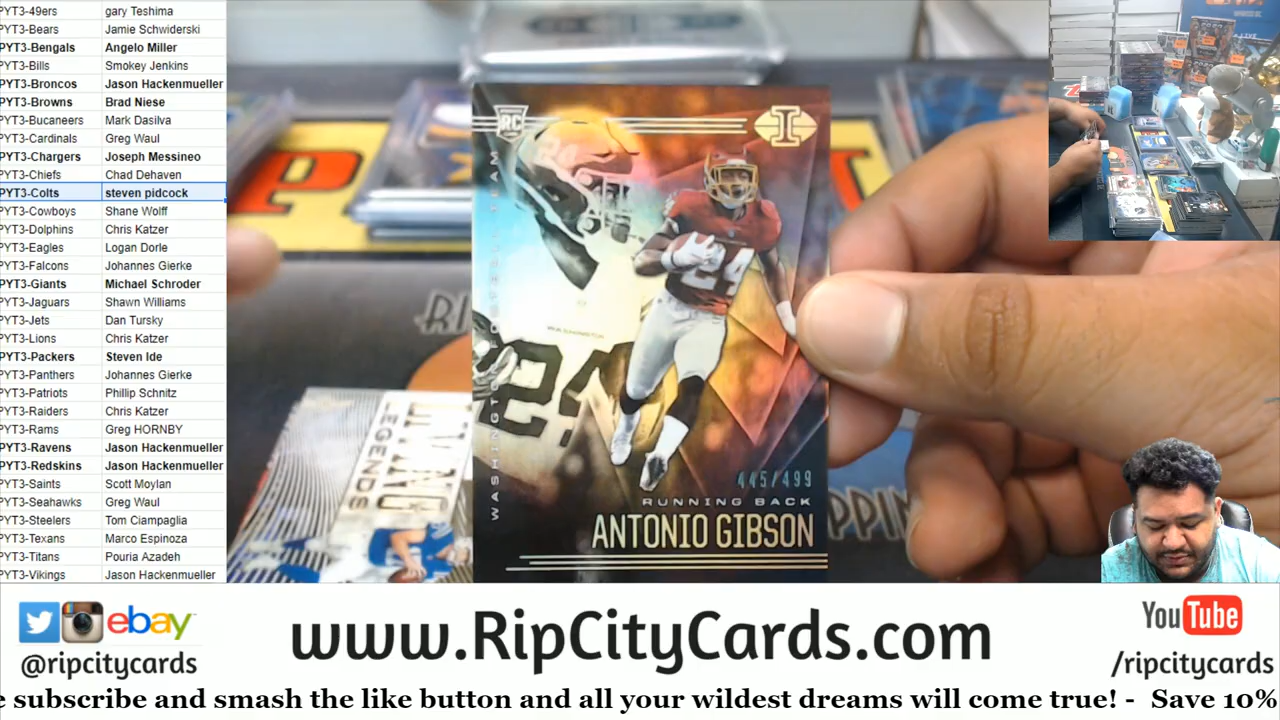 PYT3-49ers gary Teshima
PYT3-Bears Jamie Schwiderski
PYT3-Bengals Angelo Miller
PYT3-Bills Smokey Jenkins
PYT3-Broncos Jason Hackenmueller
PYT3-Browns Brad Niese
PYT3-Bucaneers Mark Dasilva
PYT3-Cardinals Greg Waul
PYT3-Chargers Joseph Messineo
PYT3-Chiefs Chad Dehaven
PYT3-Colts steven pidcock
PYT3-Cowboys Shane Wolff
PYT3-Dolphins Chris Katzer
PYT3-Eagles Logan Dorle
PYT3-Falcons Johannes Gierke
PYT3-Giants Michael Schroder
PYT3-Jaguars Shawn Williams
PYT3-Jets Dan Tursky
PYT3-Lions Chris Katzer
PYT3-Packers Steven Ide
PYT3-Panthers Johannes Gierke
PYT3-Patriots Phillip Schnitz
PYT3-Raiders Chris Katzer
PYT3-Rams Greg HORNBY
PYT3-Ravens Jason Hackenmueller
PYT3-Redskins Jason Hackenmueller
PYT3-Saints Scott Moylan
PYT3-Seahawks Greg Waul
PYT3-Steelers Tom Ciampaglia
PYT3-Texans Marco Espinoza
PYT3-Titans Pouria Azadeh
PYT3-Vikings Jason Hackenmueller
RC
I
WASHINGTON FOOTBALL TEAM
24
WASHINGTON
445/499
RUNNING BACK
ANTONIO GIBSON
LEGENDS
ebay
@ripcitycards
www.RipCityCards.com
YouTube
/ripcitycards
e subscribe and smash the like button and all your wildest dreams will come true! - Save 10%